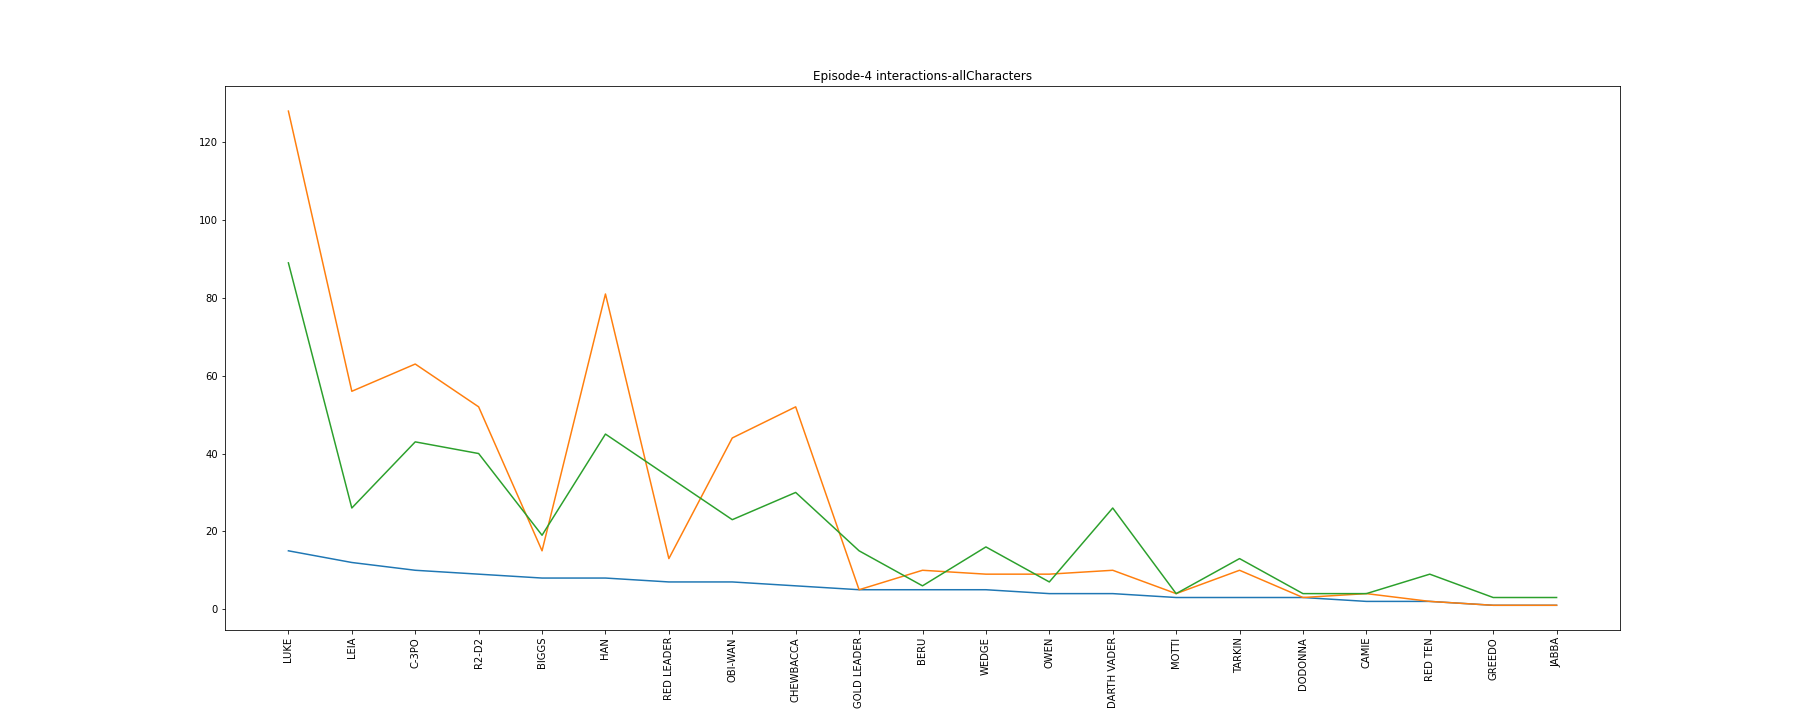 Episode-4 interactions-allCharacters
120
100
80
60
40
20
0
LUKE
LEIA
C-3PO
R2-D2
BIGGS
HAN
RED LEADER
OBI-WAN
CHEWBACCA
GOLD LEADER
BERU
WEDGE
OWEN
DARTH VADER
MOTTI
TARKIN
DODONNA
CAMIE
RED TEN
GREEDO
JABBA